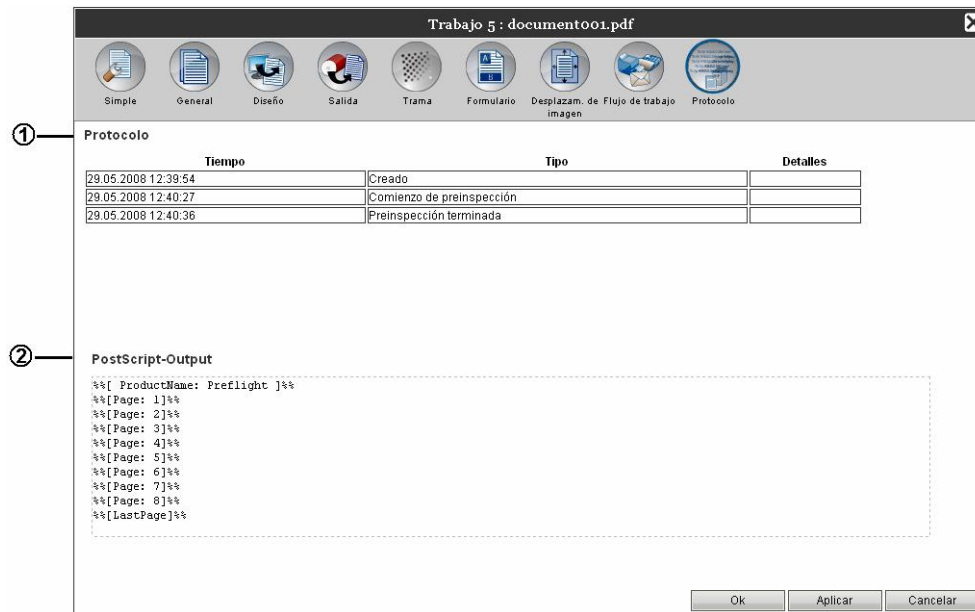 Trabajo 5 : document001.pdf
Simple
General
Diseño
Salida
Trama
Formulario
Desplazam. de imagen
Flujo de trabajo
Protocolo
1
Protocolo
Tiempo Tipo Detalles
29.05.2008 12:39:54 Creado
29.05.2008 12:40:27 Comienzo de preinspección
29.05.2008 12:40:36 Preinspección terminada
2
PostScript-Output
%%[ ProductName: Preflight ]%%
%%[Page: 1]%%
%%[Page: 2]%%
%%[Page: 3]%%
%%[Page: 4]%%
%%[Page: 5]%%
%%[Page: 6]%%
%%[Page: 7]%%
%%[Page: 8]%%
%%[LastPage]%%
Ok Aplicar Cancelar